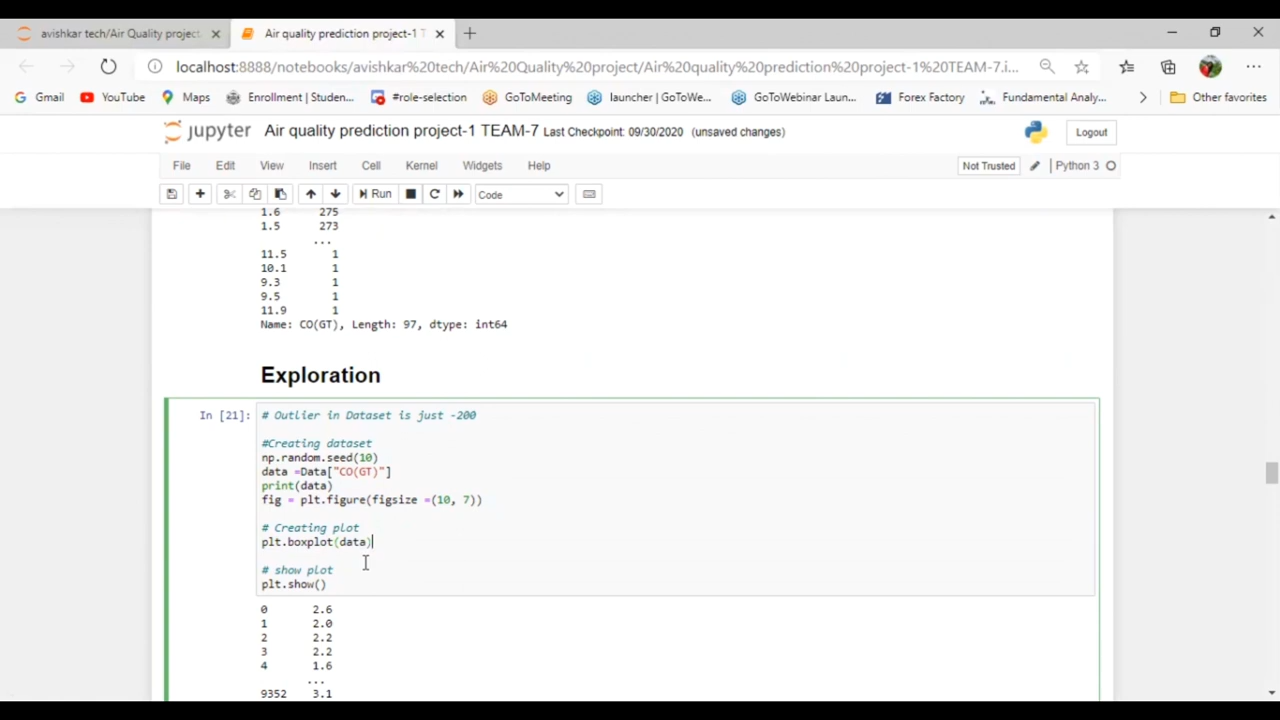 avishkar tech/Air Quality project
Air quality prediction project-1 T
localhost:8888/notebooks/avishkar%20tech/Air%20Quality%20project/Air%20quality%20prediction%20project-1%20TEAM-7.i...
Gmail YouTube Maps Enrollment | Studen... #role-selection GoToMeeting launcher | GoToWe... GoToWebinar Laun... Forex Factory Fundamental Analy... Other favorites
jupyter Air quality prediction project-1 TEAM-7 Last Checkpoint: 09/30/2020 (unsaved changes) Logout
File Edit View Insert Cell Kernel Widgets Help Not Trusted Python 3
Run Code
1.6 275
1.5 273
...
11.5 1
10.1 1
9.3 1
9.5 1
11.9 1
Name: CO(GT), Length: 97, dtype: int64
Exploration
In [21]: # Outlier in Dataset is just -200
#Creating dataset
np.random.seed(10)
data =Data["CO(GT)"]
print(data)
fig = plt.figure(figsize =(10, 7))
# Creating plot
plt.boxplot(data)
# show plot
plt.show()
0 2.6
1 2.0
2 2.2
3 2.2
4 1.6
...
9352 3.1